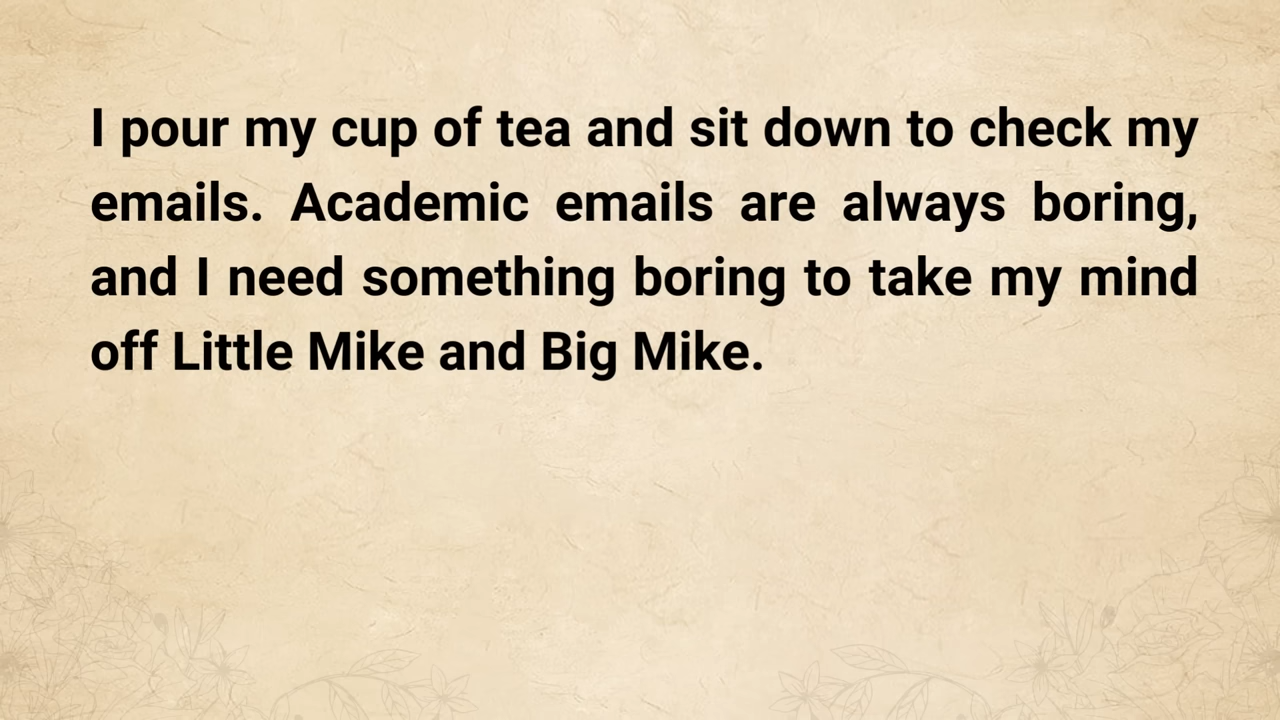 I pour my cup of tea and sit down to check my
emails. Academic emails are always boring,
and I need something boring to take my mind
off Little Mike and Big Mike.